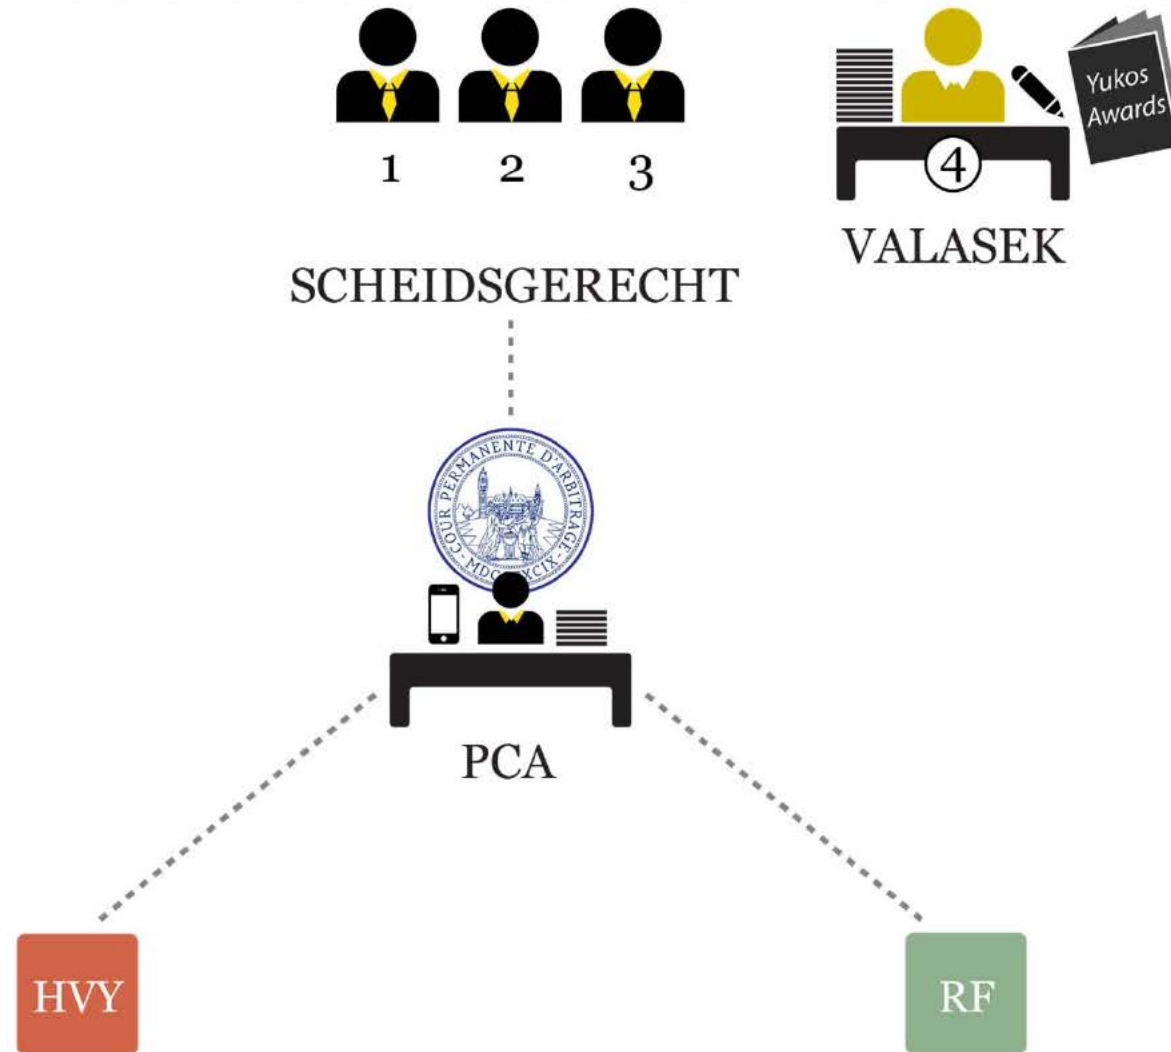 Yukos
Awards
1 2 3
4
VALASEK
SCHEIDSGERECHT
COUR PERMANENTE D'ARBITRAGE
PCA
HVY
RF